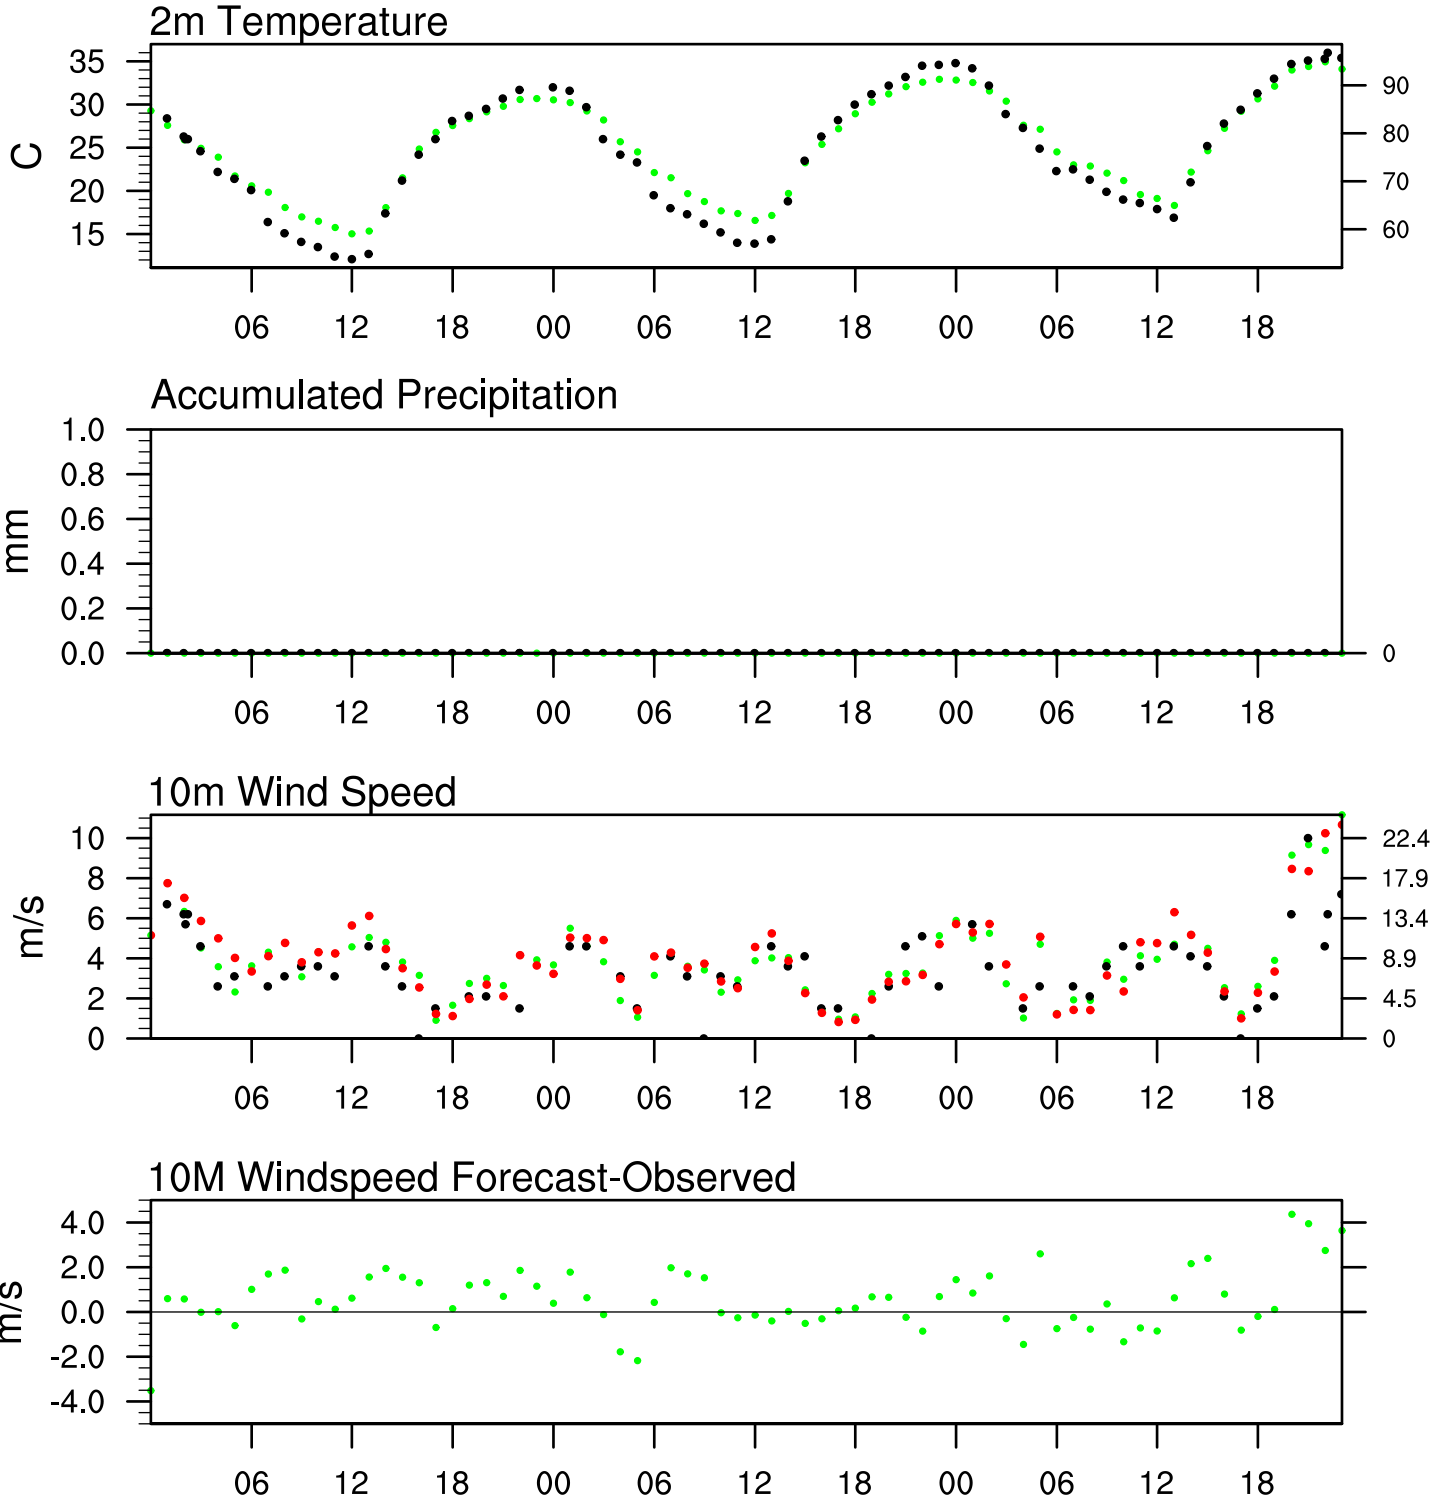 2m Temperature
35
30
25
20
15
C
90
80
70
60
06 12 18 00 06 12 18 00 06 12 18
Accumulated Precipitation
1.0
0.8
0.6
0.4
0.2
0.0
mm
0
06 12 18 00 06 12 18 00 06 12 18
10m Wind Speed
10
8
6
4
2
0
m/s
22.4
17.9
13.4
8.9
4.5
0
06 12 18 00 06 12 18 00 06 12 18
10M Windspeed Forecast-Observed
4.0
2.0
0.0
-2.0
-4.0
m/s
06 12 18 00 06 12 18 00 06 12 18